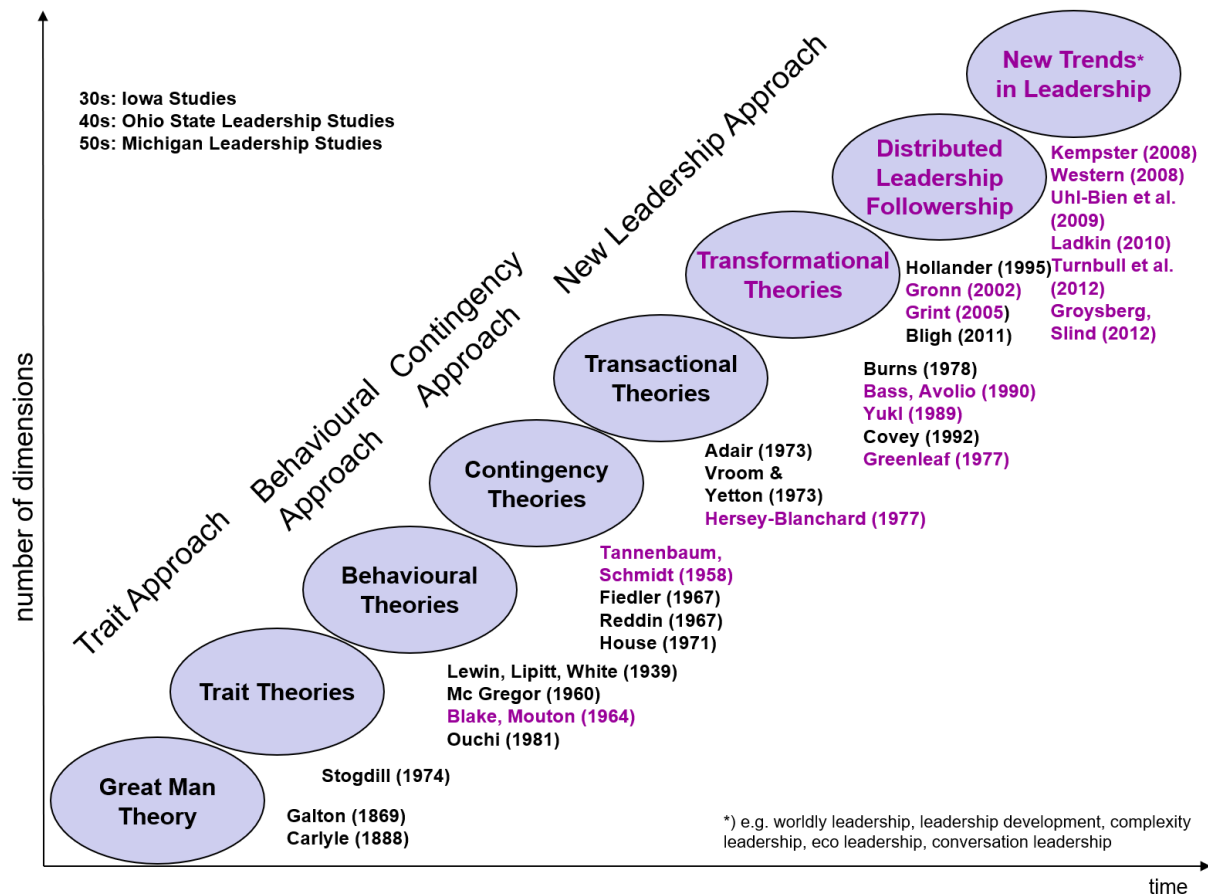 30s: Iowa Studies
40s: Ohio State Leadership Studies
50s: Michigan Leadership Studies
number of dimensions
time
Trait Approach
Behavioural
Approach
Contingency
Approach
New Leadership Approach
New Trends*
in Leadership
Kempster (2008)
Western (2008)
Uhl-Bien et al.
(2009)
Ladkin (2010)
Turnbull et al.
(2012)
Groysberg,
Slind (2012)
Distributed
Leadership
Followership
Hollander (1995)
Gronn (2002)
Grint (2005)
Bligh (2011)
Transformational
Theories
Burns (1978)
Bass, Avolio (1990)
Yukl (1989)
Covey (1992)
Greenleaf (1977)
Transactional
Theories
Adair (1973)
Vroom &
Yetton (1973)
Hersey-Blanchard (1977)
Contingency
Theories
Tannenbaum,
Schmidt (1958)
Fiedler (1967)
Reddin (1967)
House (1971)
Behavioural
Theories
Lewin, Lipitt, White (1939)
Mc Gregor (1960)
Blake, Mouton (1964)
Ouchi (1981)
Trait Theories
Stogdill (1974)
Great Man
Theory
Galton (1869)
Carlyle (1888)
*) e.g. worldly leadership, leadership development, complexity
leadership, eco leadership, conversation leadership